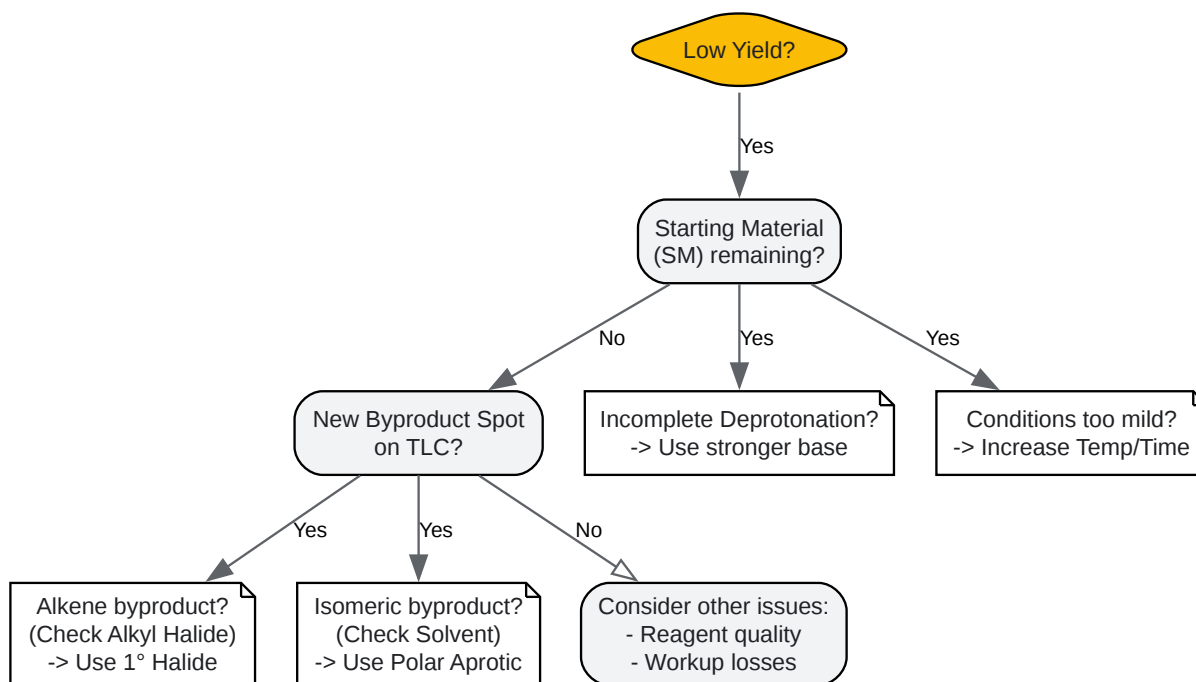 Low Yield?
Yes
Starting Material
(SM) remaining?
No
Yes
Yes
New Byproduct Spot
on TLC?
Incomplete Deprotonation?
-> Use stronger base
Conditions too mild?
-> Increase Temp/Time
Yes
Yes
No
Alkene byproduct?
(Check Alkyl Halide)
-> Use 1° Halide
Isomeric byproduct?
(Check Solvent)
-> Use Polar Aprotic
Consider other issues:
- Reagent quality
- Workup losses